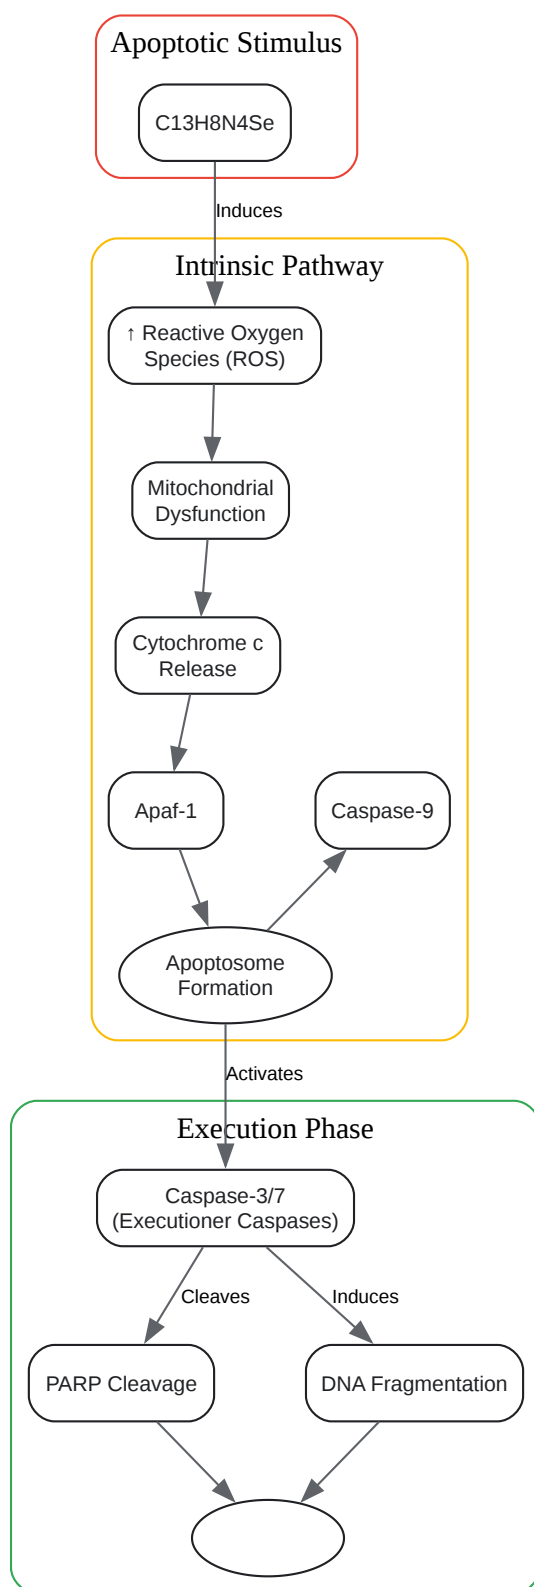 Apoptotic Stimulus
C13H8N4Se
Induces
Intrinsic Pathway
↑ Reactive Oxygen
Species (ROS)
Mitochondrial
Dysfunction
Cytochrome c
Release
Apaf-1
Caspase-9
Apoptosome
Formation
Activates
Execution Phase
Caspase-3/7
(Executioner Caspases)
Cleaves
Induces
PARP Cleavage
DNA Fragmentation